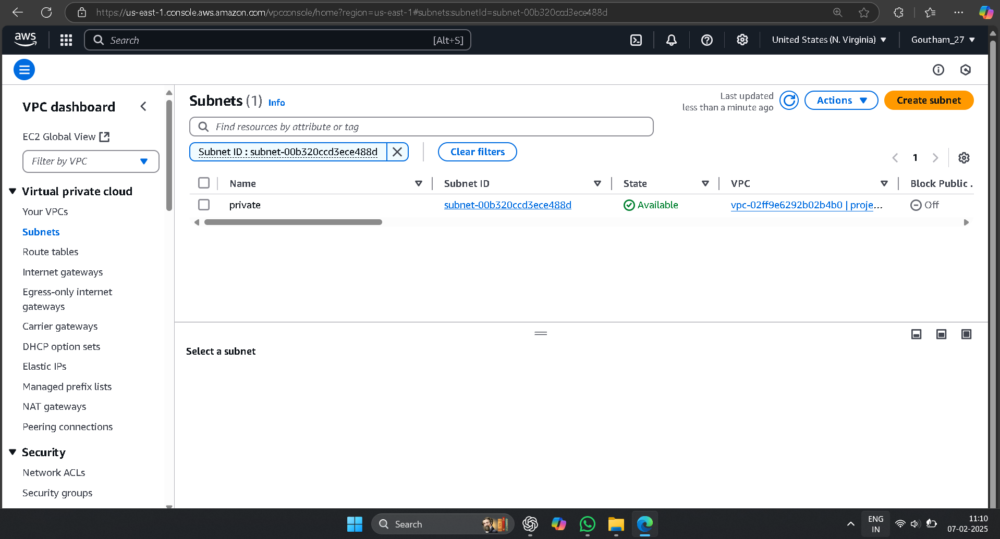 https://us-east-1.console.aws.amazon.com/vpcconsole/home?region=us-east-1#subnets:subnetId=subnet-00b320ccd3ece488d
aws
Search
[Alt+S]
United States (N. Virginia)
Goutham_27
VPC dashboard
EC2 Global View
Filter by VPC
Virtual private cloud
Your VPCs
Subnets
Route tables
Internet gateways
Egress-only internet
gateways
Carrier gateways
DHCP option sets
Elastic IPs
Managed prefix lists
NAT gateways
Peering connections
Security
Network ACLs
Security groups
Subnets (1) Info
Last updated
less than a minute ago
Actions
Create subnet
Find resources by attribute or tag
Subnet ID : subnet-00b320ccd3ece488d
Clear filters
1
Name Subnet ID State VPC Block Public .
private subnet-00b320ccd3ece488d Available vpc-02ff9e6292b02b4b0 | proje... Off
Select a subnet
Search
ENG
IN
11:10
07-02-2025